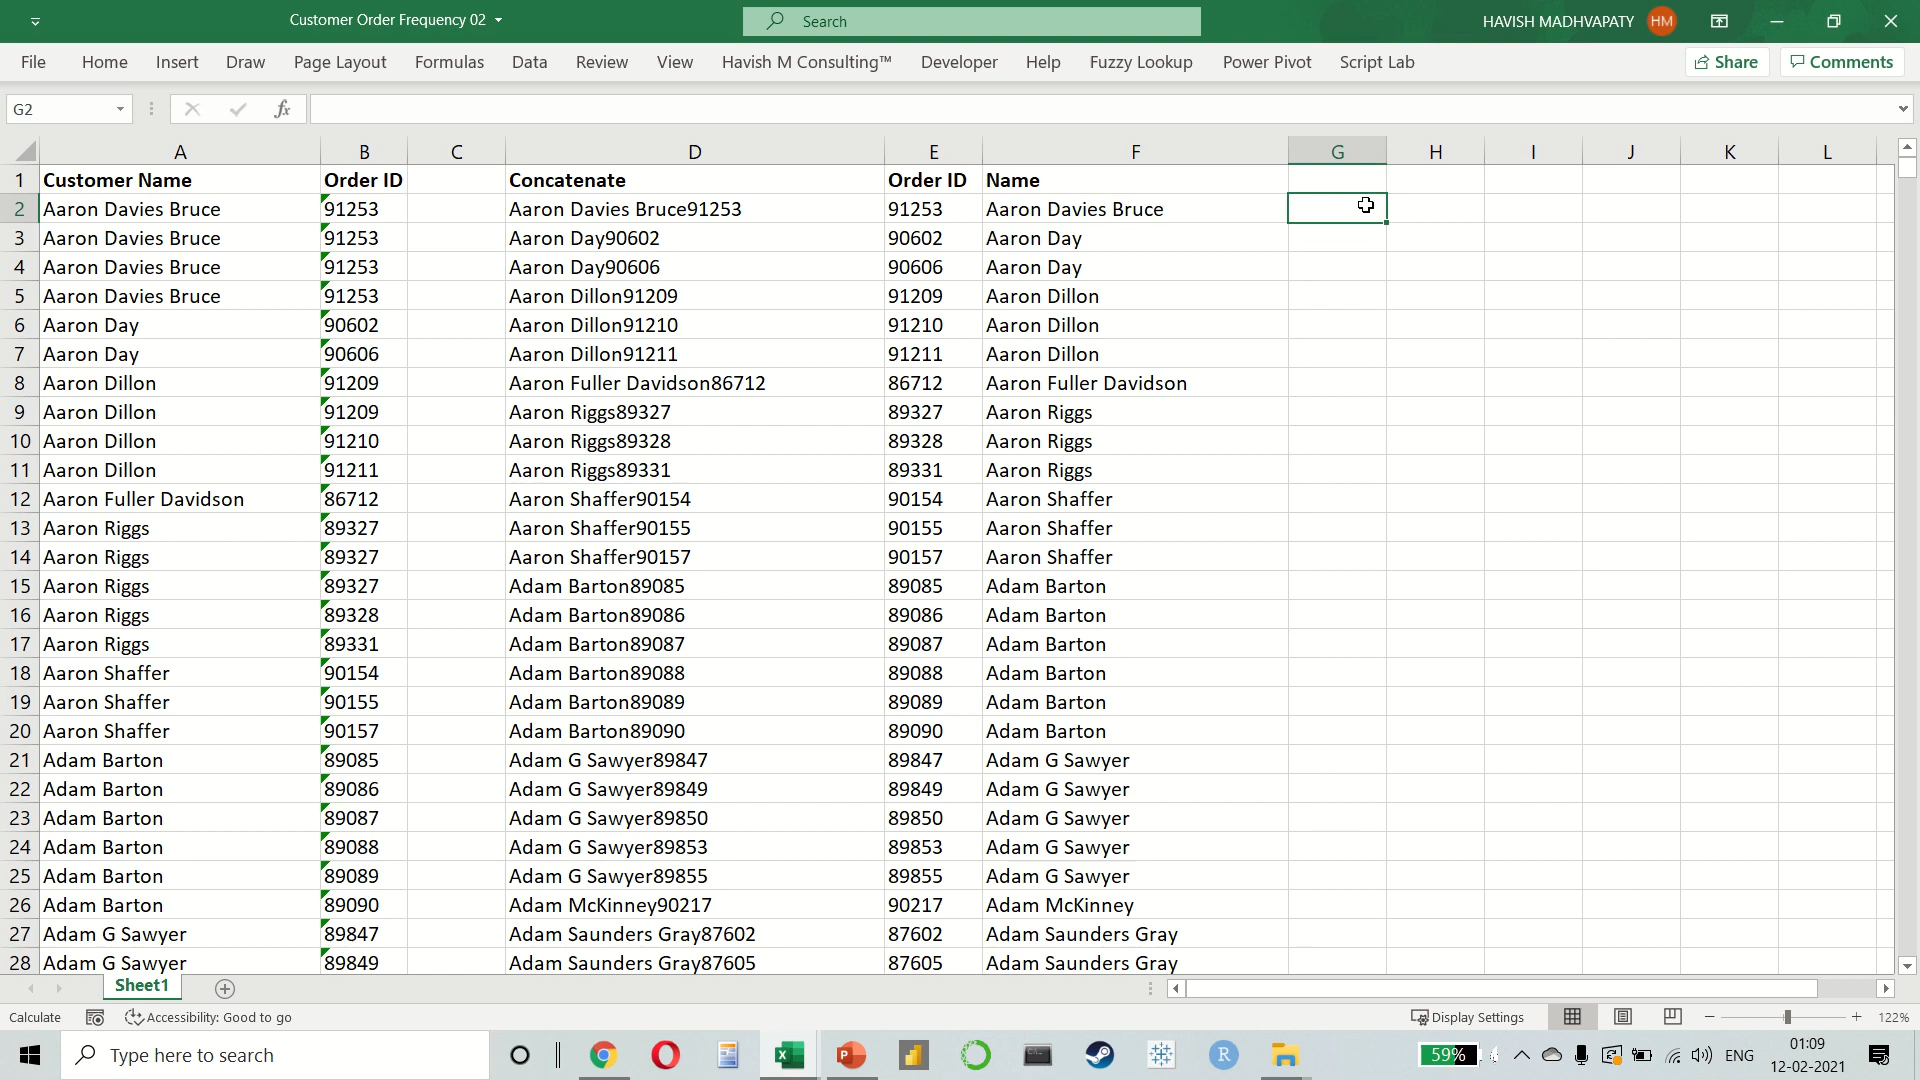 Customer Order Frequency 02
Search
HAVISH MADHVAPATY HM
File Home Insert Draw Page Layout Formulas Data Review View Havish M Consulting™ Developer Help Fuzzy Lookup Power Pivot Script Lab Share Comments
G2 fx
A B C D E F G H I J K L
1 Customer Name Order ID Concatenate Order ID Name
2 Aaron Davies Bruce 91253 Aaron Davies Bruce91253 91253 Aaron Davies Bruce
3 Aaron Davies Bruce 91253 Aaron Day90602 90602 Aaron Day
4 Aaron Davies Bruce 91253 Aaron Day90606 90606 Aaron Day
5 Aaron Davies Bruce 91253 Aaron Dillon91209 91209 Aaron Dillon
6 Aaron Day 90602 Aaron Dillon91210 91210 Aaron Dillon
7 Aaron Day 90606 Aaron Dillon91211 91211 Aaron Dillon
8 Aaron Dillon 91209 Aaron Fuller Davidson86712 86712 Aaron Fuller Davidson
9 Aaron Dillon 91209 Aaron Riggs89327 89327 Aaron Riggs
10 Aaron Dillon 91210 Aaron Riggs89328 89328 Aaron Riggs
11 Aaron Dillon 91211 Aaron Riggs89331 89331 Aaron Riggs
12 Aaron Fuller Davidson 86712 Aaron Shaffer90154 90154 Aaron Shaffer
13 Aaron Riggs 89327 Aaron Shaffer90155 90155 Aaron Shaffer
14 Aaron Riggs 89327 Aaron Shaffer90157 90157 Aaron Shaffer
15 Aaron Riggs 89327 Adam Barton89085 89085 Adam Barton
16 Aaron Riggs 89328 Adam Barton89086 89086 Adam Barton
17 Aaron Riggs 89331 Adam Barton89087 89087 Adam Barton
18 Aaron Shaffer 90154 Adam Barton89088 89088 Adam Barton
19 Aaron Shaffer 90155 Adam Barton89089 89089 Adam Barton
20 Aaron Shaffer 90157 Adam Barton89090 89090 Adam Barton
21 Adam Barton 89085 Adam G Sawyer89847 89847 Adam G Sawyer
22 Adam Barton 89086 Adam G Sawyer89849 89849 Adam G Sawyer
23 Adam Barton 89087 Adam G Sawyer89850 89850 Adam G Sawyer
24 Adam Barton 89088 Adam G Sawyer89853 89853 Adam G Sawyer
25 Adam Barton 89089 Adam G Sawyer89855 89855 Adam G Sawyer
26 Adam Barton 89090 Adam McKinney90217 90217 Adam McKinney
27 Adam G Sawyer 89847 Adam Saunders Gray87602 87602 Adam Saunders Gray
28 Adam G Sawyer 89849 Adam Saunders Gray87605 87605 Adam Saunders Gray
Sheet1
Calculate Accessibility: Good to go Display Settings 122%
Type here to search 59% ENG 01:09
12-02-2021